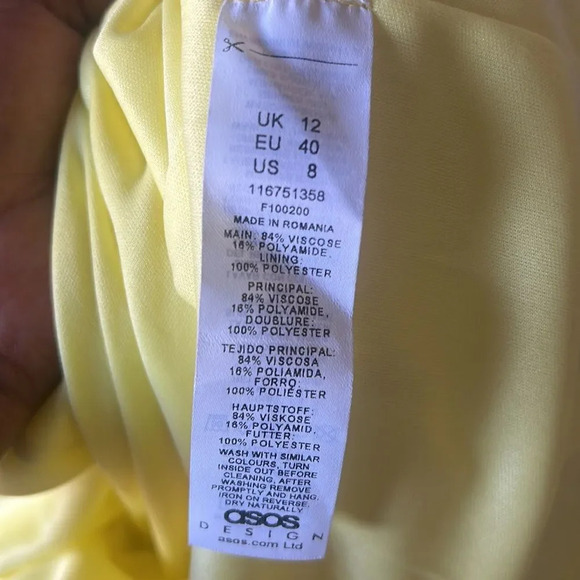 UK 12
EU 40
US 8
116751358
F100200
MADE IN ROMANIA
MAIN. 84% VISCOSE
16% POLYAMIDE.
LINING:
100% POLYESTER
PRINCIPAL:
84% VISCOSE
16% POLYAMIDE,
DOUBLURE:
100% POLYESTER
TEJIDO PRINCIPAL:
84% VISCOSA
16% POLIAMIDA,
FORRO:
100% POLIÉSTER
HAUPTSTOFF:
84% VISKOSE
16% POLYAMID,
FUTTER:
100% POLYESTER
WASH WITH SIMILAR
COLOURS, TURN
INSIDE OUT BEFORE
CLEANING, AFTER
WASHING REMOVE
PROMPTLY AND HANG,
IRON ON REVERSE,
DRY NATURALLY
asos
DESIGN
asos.com Ltd